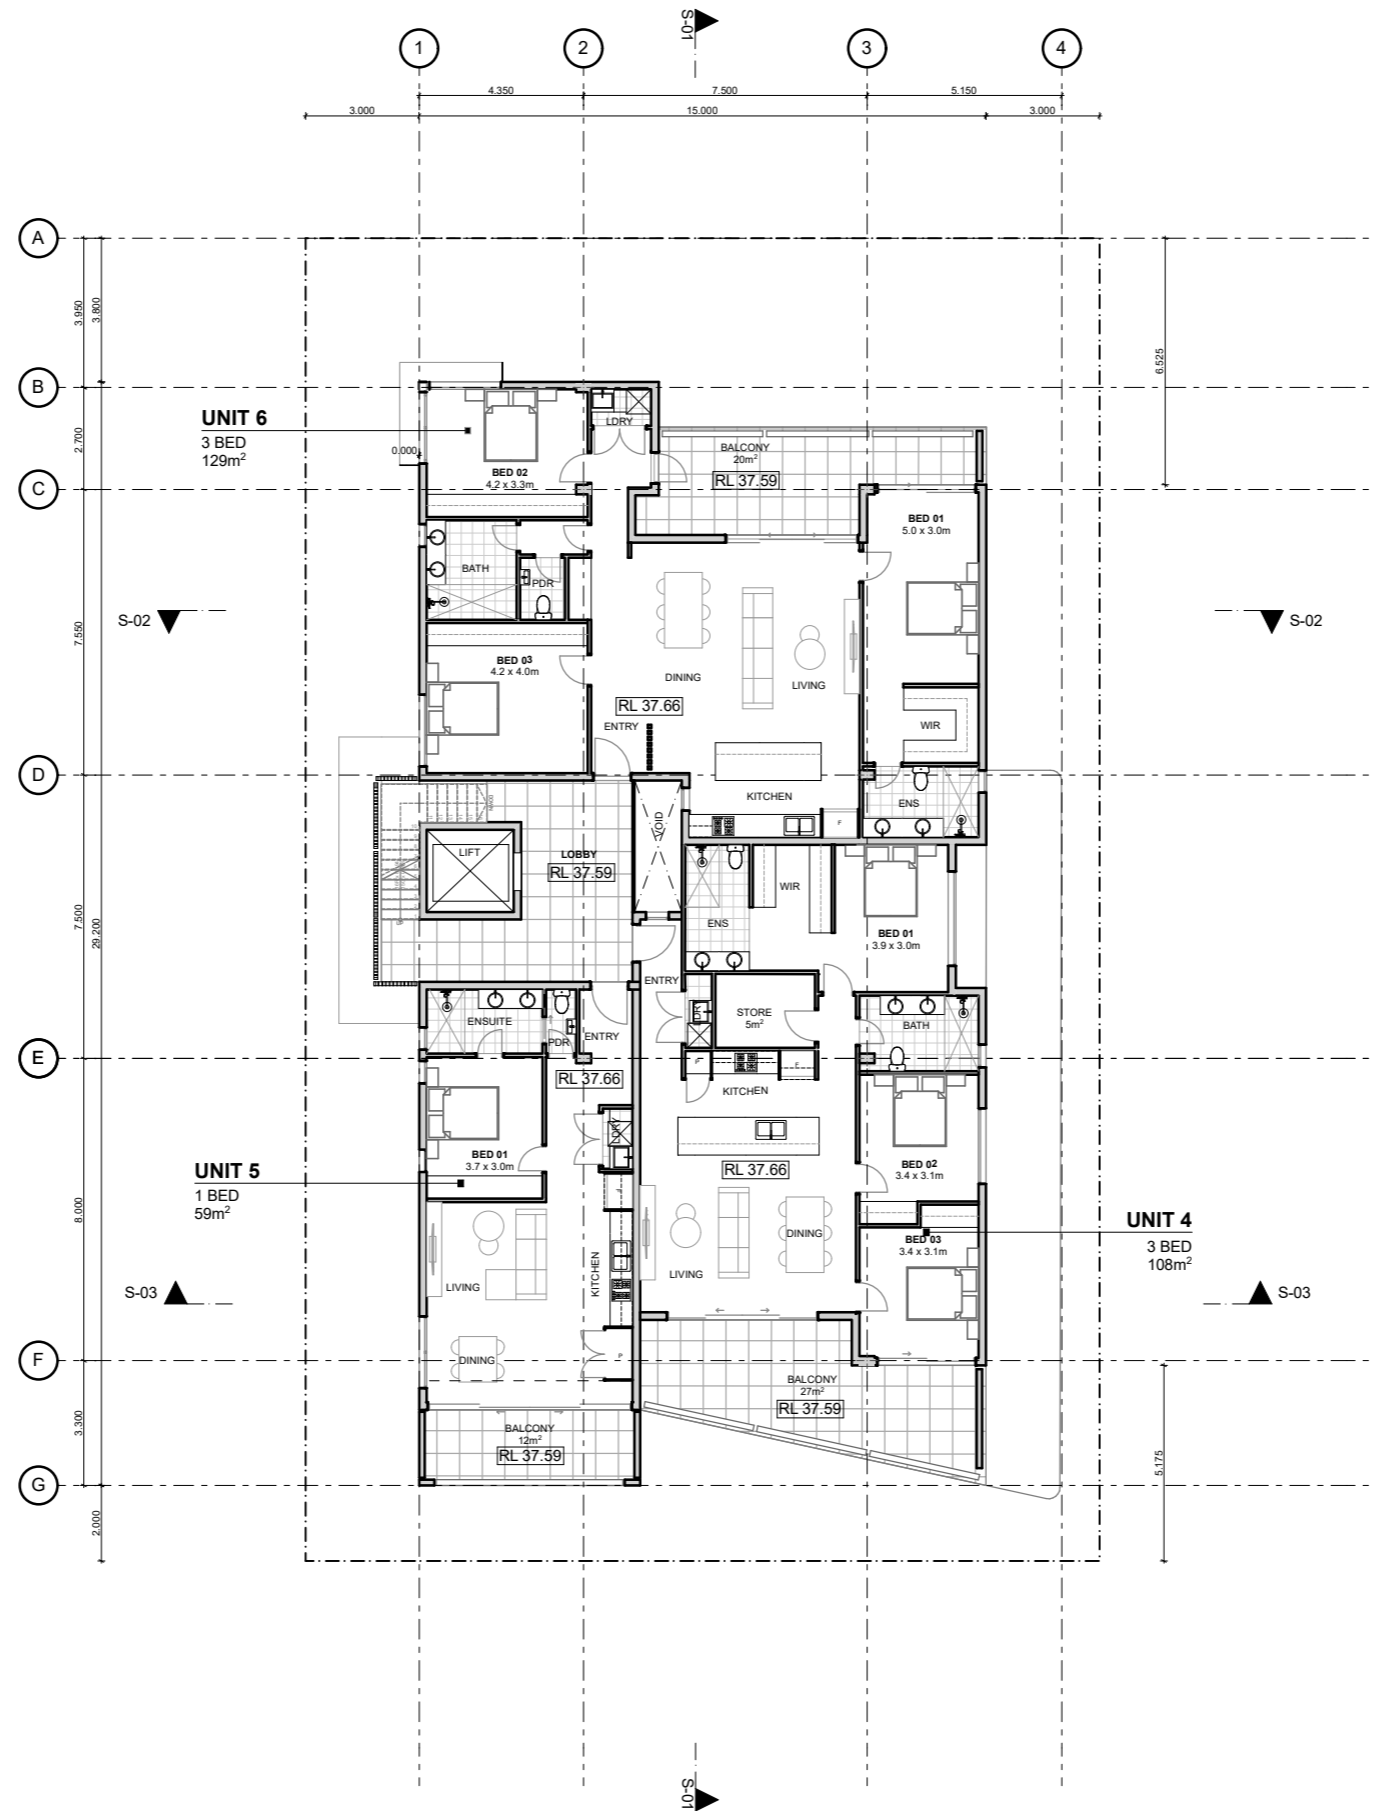 S-01
1
2
3
4
4.350
7.500
5.150
3.000
15.000
3.000
A
3.950
3.800
6.525
B
UNIT 6
3 BED
129m²
2.700
0.000
LDRY
BED 02
4.2 x 3.3m
BALCONY
20m²
RL 37.59
C
BED 01
5.0 x 3.0m
BATH
PDR
S-02
S-02
7.550
BED 03
4.2 x 4.0m
DINING
LIVING
RL 37.66
ENTRY
WIR
D
KITCHEN
F
ENS
VOID
DOWN
LIFT
LOBBY
RL 37.59
WIR
ENS
BED 01
3.9 x 3.0m
7.500
29.200
ENTRY
ENSUITE
PDR
ENTRY
LDRY
STORE
5m²
BATH
E
RL 37.66
F
F
KITCHEN
LDRY
BED 01
3.7 x 3.0m
RL 37.66
BED 02
3.4 x 3.1m
UNIT 5
1 BED
59m²
8.000
F
UNIT 4
3 BED
108m²
BED 03
3.4 x 3.1m
DINING
LIVING
KITCHEN
LIVING
S-03
S-03
DINING
P
F
BALCONY
27m²
RL 37.59
3.300
BALCONY
12m²
RL 37.59
5.175
G
2.000
S-01